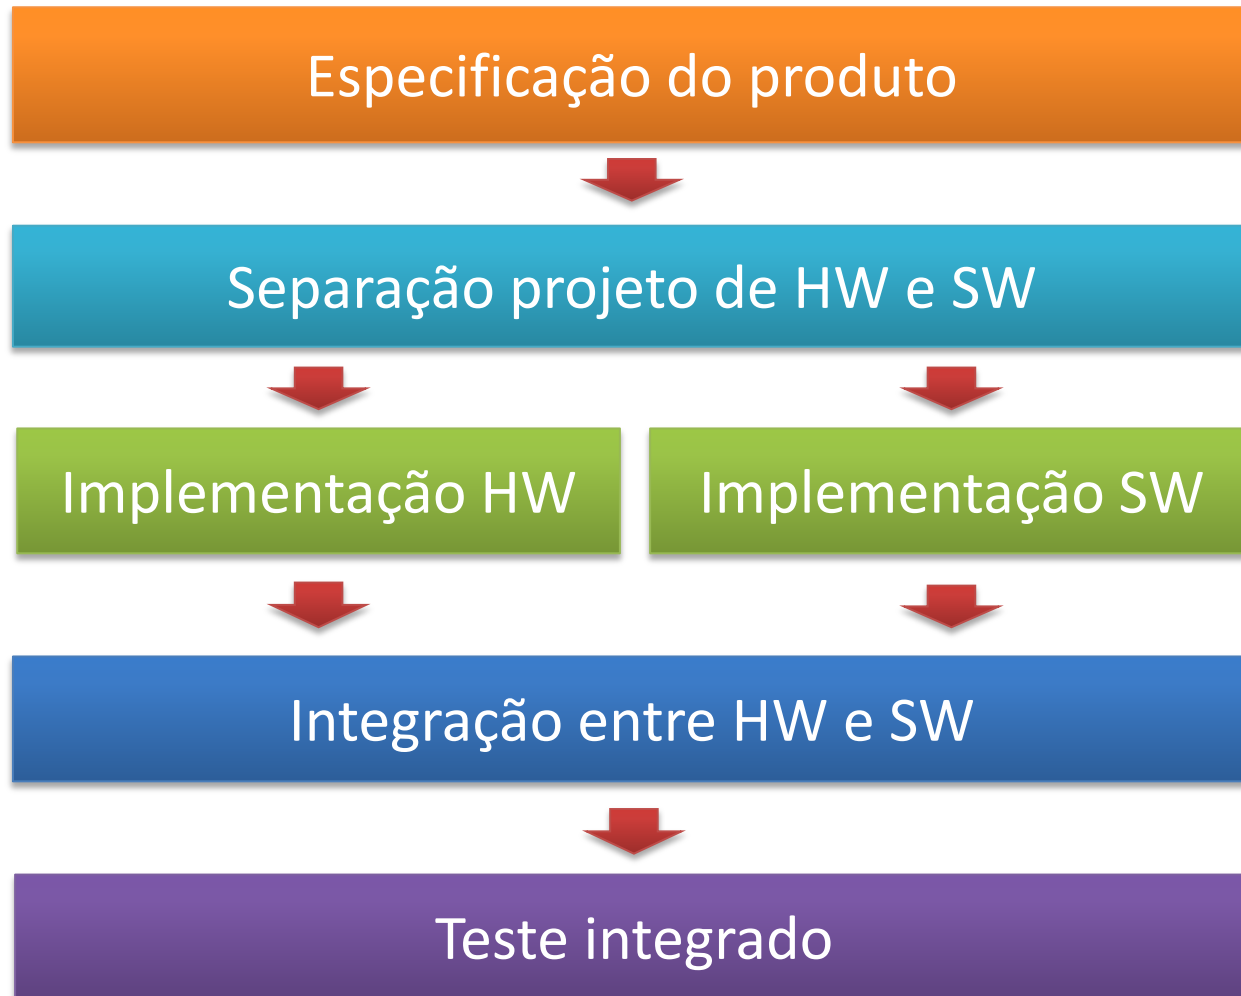 Especificação do produto
Separação projeto de HW e SW
Implementação HW
Implementação SW
Integração entre HW e SW
Teste integrado